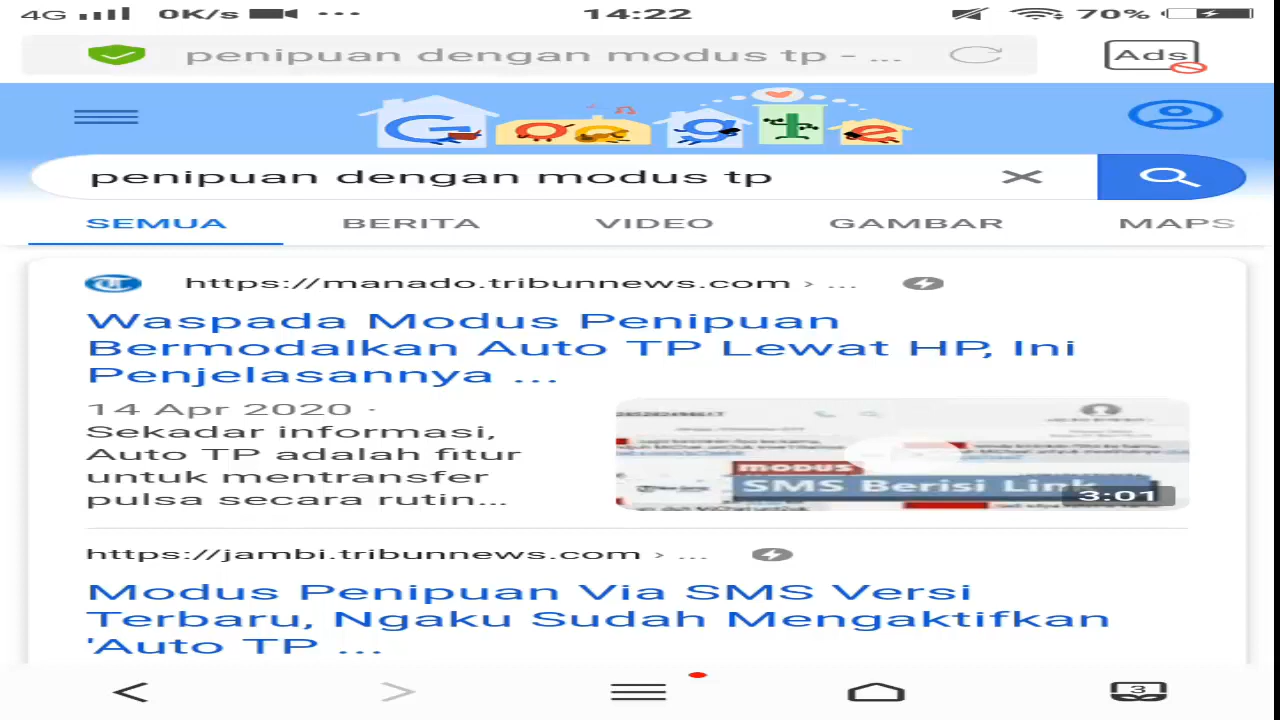 4G 0K/s ... 14:22 70%
penipuan dengan modus tp - ... Ads
Google
penipuan dengan modus tp
SEMUA BERITA VIDEO GAMBAR MAPS
https://manado.tribunnews.com › ...
Waspada Modus Penipuan
Bermodalkan Auto TP Lewat HP, Ini
Penjelasannya ...
14 Apr 2020 ·
Sekadar informasi,
Auto TP adalah fitur
untuk mentransfer
pulsa secara rutin...
modus
SMS Berisi Link
3:01
https://jambi.tribunnews.com › ...
Modus Penipuan Via SMS Versi
Terbaru, Ngaku Sudah Mengaktifkan
'Auto TP ...
3